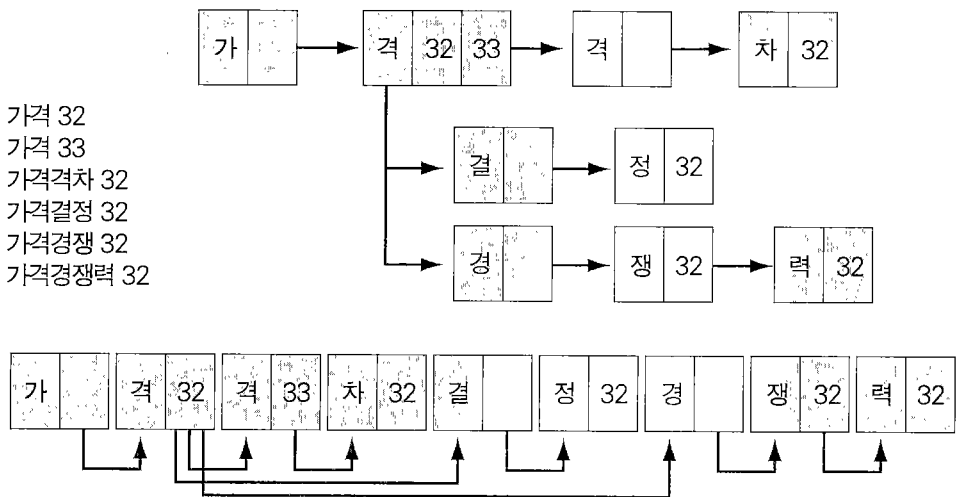 가 격 32 33 격 차 32
가격 32
가격 33
가격격차 32
가격결정 32
가격경쟁 32
가격경쟁력 32
결 정 32
경 쟁 32 력 32
가 격 32 격 33 차 32 결 정 32 경 쟁 32 력 32